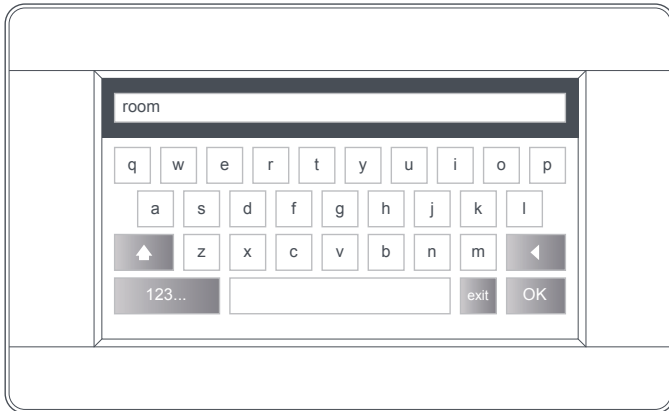 room
q w e r t y u i o p
a s d f g h j k l
z x c v b n m
123... exit OK